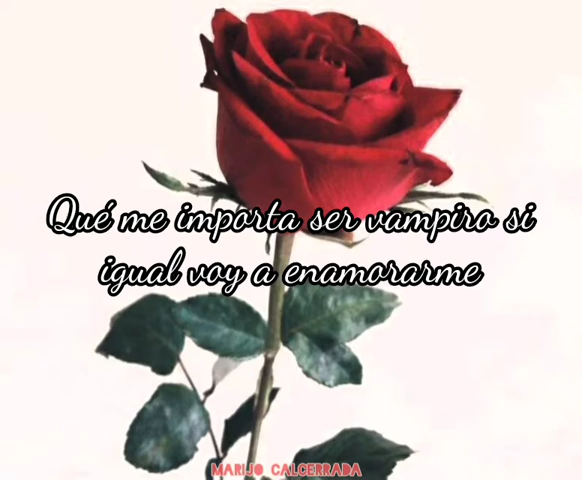 Qué me importa ser vampiro si
igual voy a enamorarme
MARIJO CALCERRADA